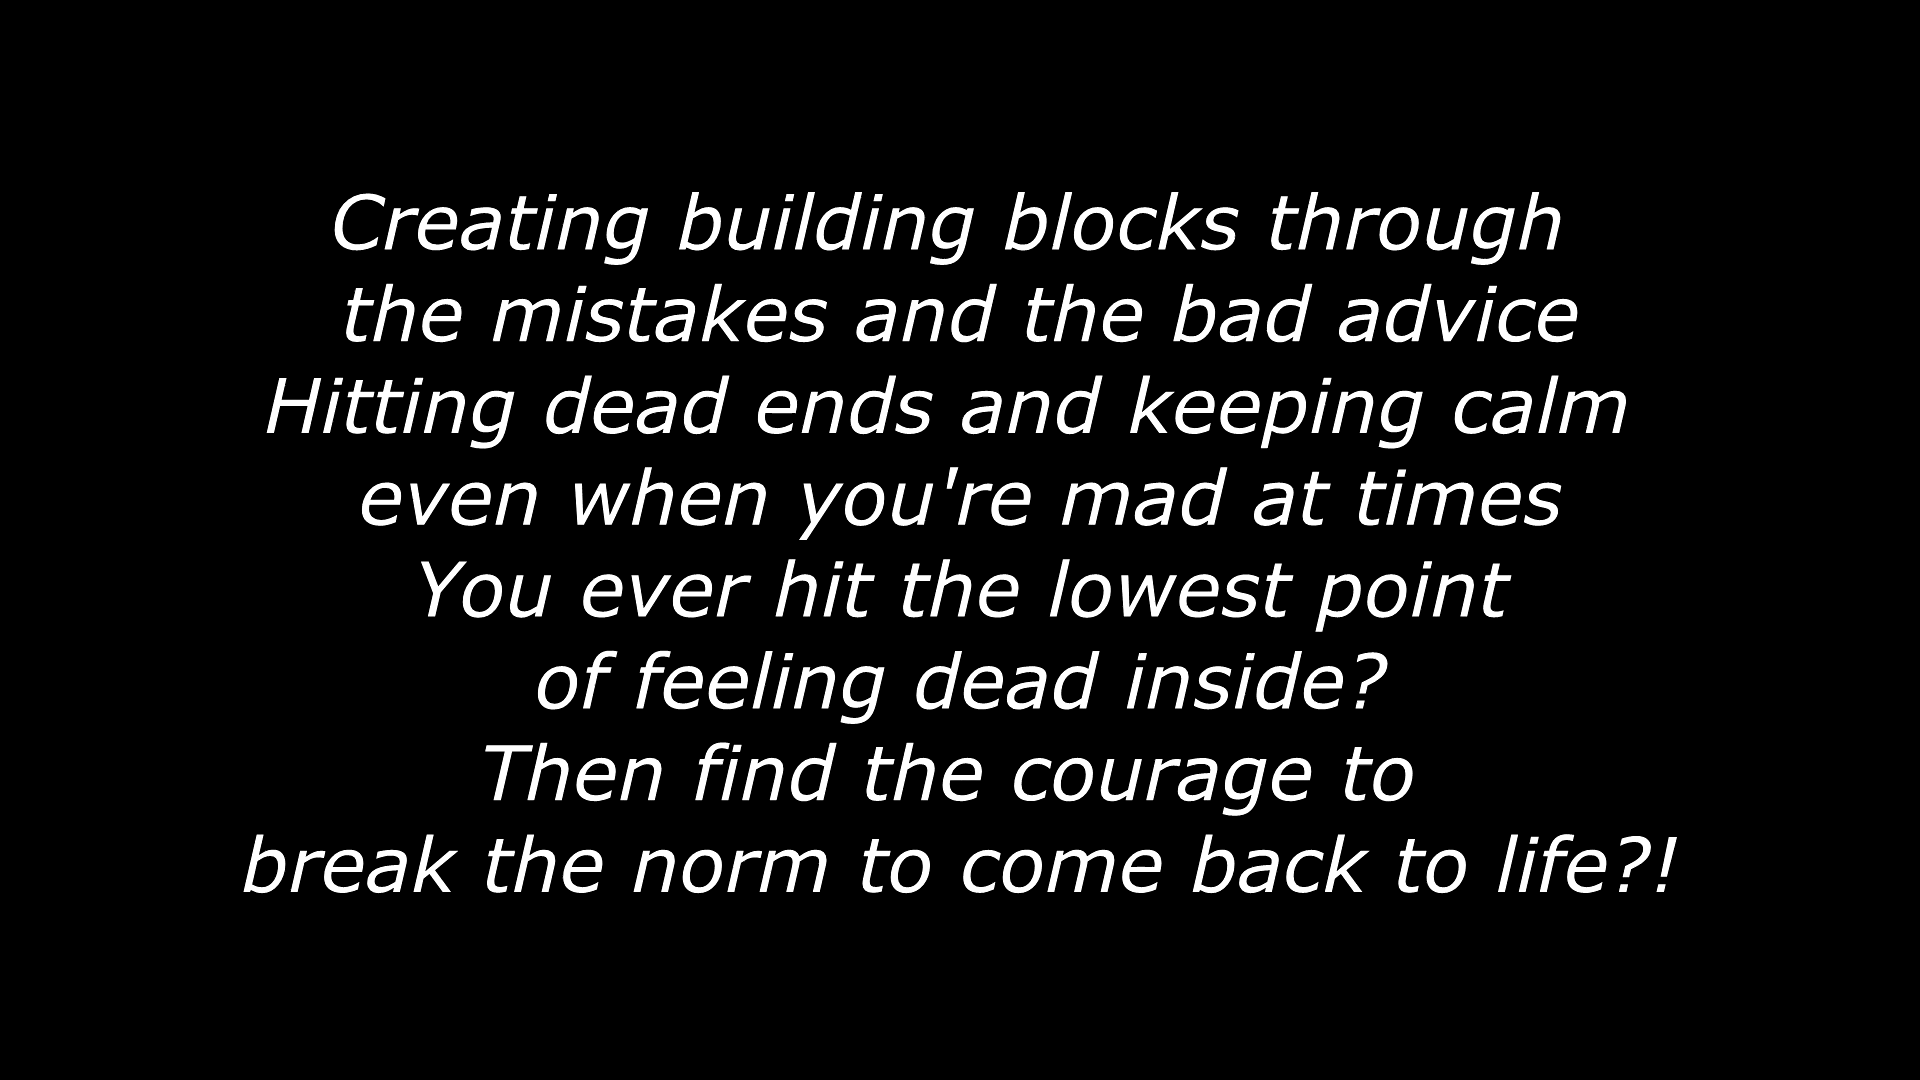 Creating building blocks through
the mistakes and the bad advice
Hitting dead ends and keeping calm
even when you're mad at times
You ever hit the lowest point
of feeling dead inside?
Then find the courage to
break the norm to come back to life?!